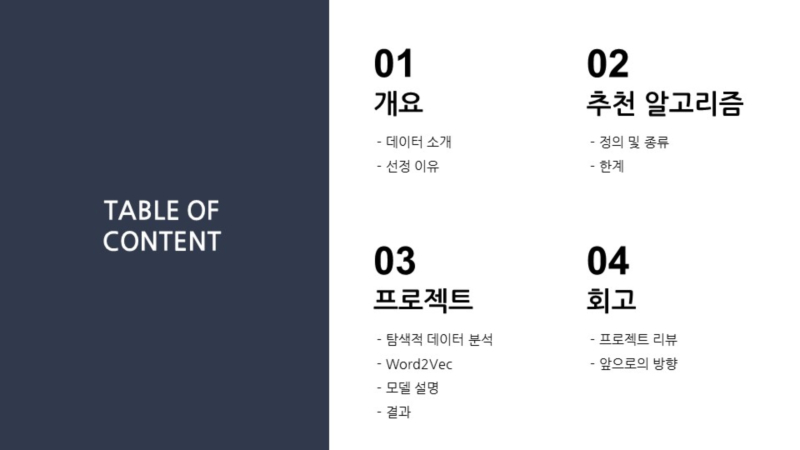 TABLE OF
CONTENT
01
개요
- 데이터 소개
- 선정 이유
02
추천 알고리즘
- 정의 및 종류
- 한계
03
프로젝트
- 탐색적 데이터 분석
- Word2Vec
- 모델 설명
- 결과
04
회고
- 프로젝트 리뷰
- 앞으로의 방향